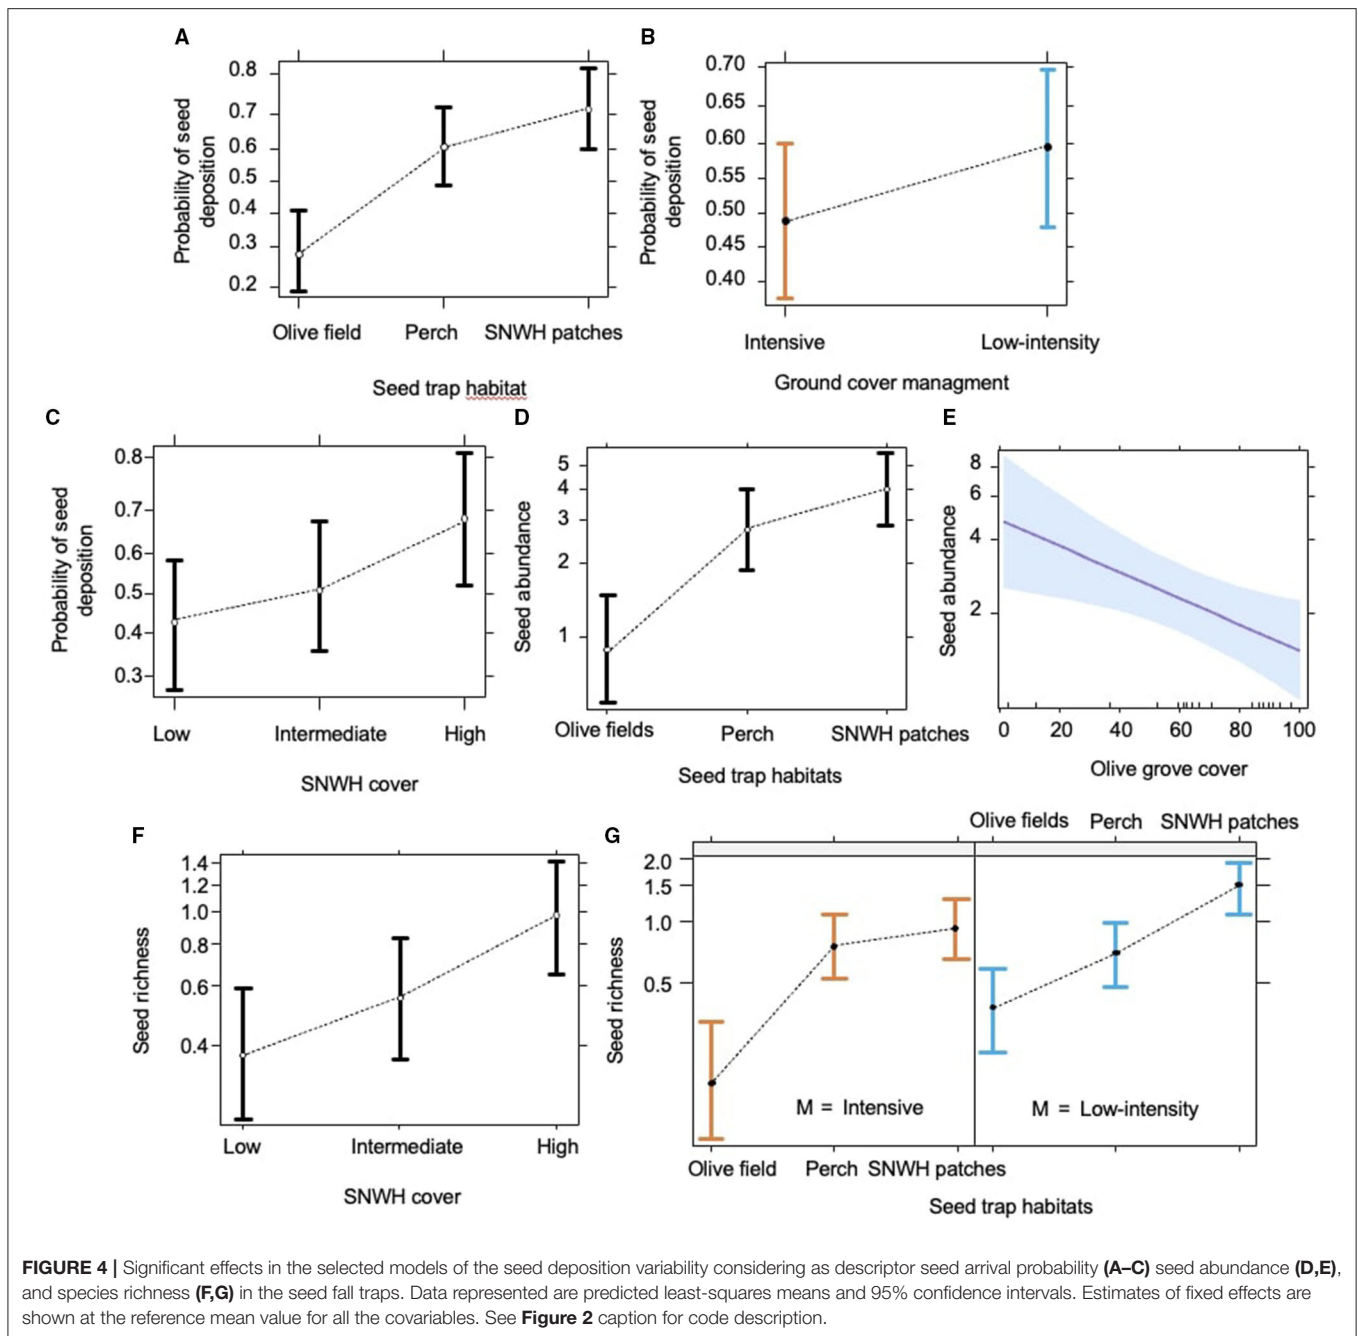 A
B
Probability of seed
deposition
0.8
0.7
0.6
0.5
0.4
0.3
0.2
Olive field Perch SNWH patches
Seed trap habitat
Probability of seed
deposition
0.70
0.65
0.60
0.55
0.50
0.45
0.40
Intensive Low-intensity
Ground cover managment
C
D
E
Probability of seed
deposition
0.8
0.7
0.6
0.5
0.4
0.3
Low Intermediate High
SNWH cover
Seed abundance
5
4
3
2
1
Olive fields Perch SNWH patches
Seed trap habitats
Seed abundance
8
6
4
2
0 20 40 60 80 100
Olive grove cover
F
G
Seed richness
1.4
1.2
1.0
0.8
0.6
0.4
Low Intermediate High
SNWH cover
Olive fields Perch SNWH patches
Seed richness
2.0
1.5
1.0
0.5
M = Intensive
M = Low-intensity
Olive field Perch SNWH patches
Seed trap habitats
FIGURE 4 | Significant effects in the selected models of the seed deposition variability considering as descriptor seed arrival probability (A–C) seed abundance (D,E),
and species richness (F,G) in the seed fall traps. Data represented are predicted least-squares means and 95% confidence intervals. Estimates of fixed effects are
shown at the reference mean value for all the covariables. See Figure 2 caption for code description.